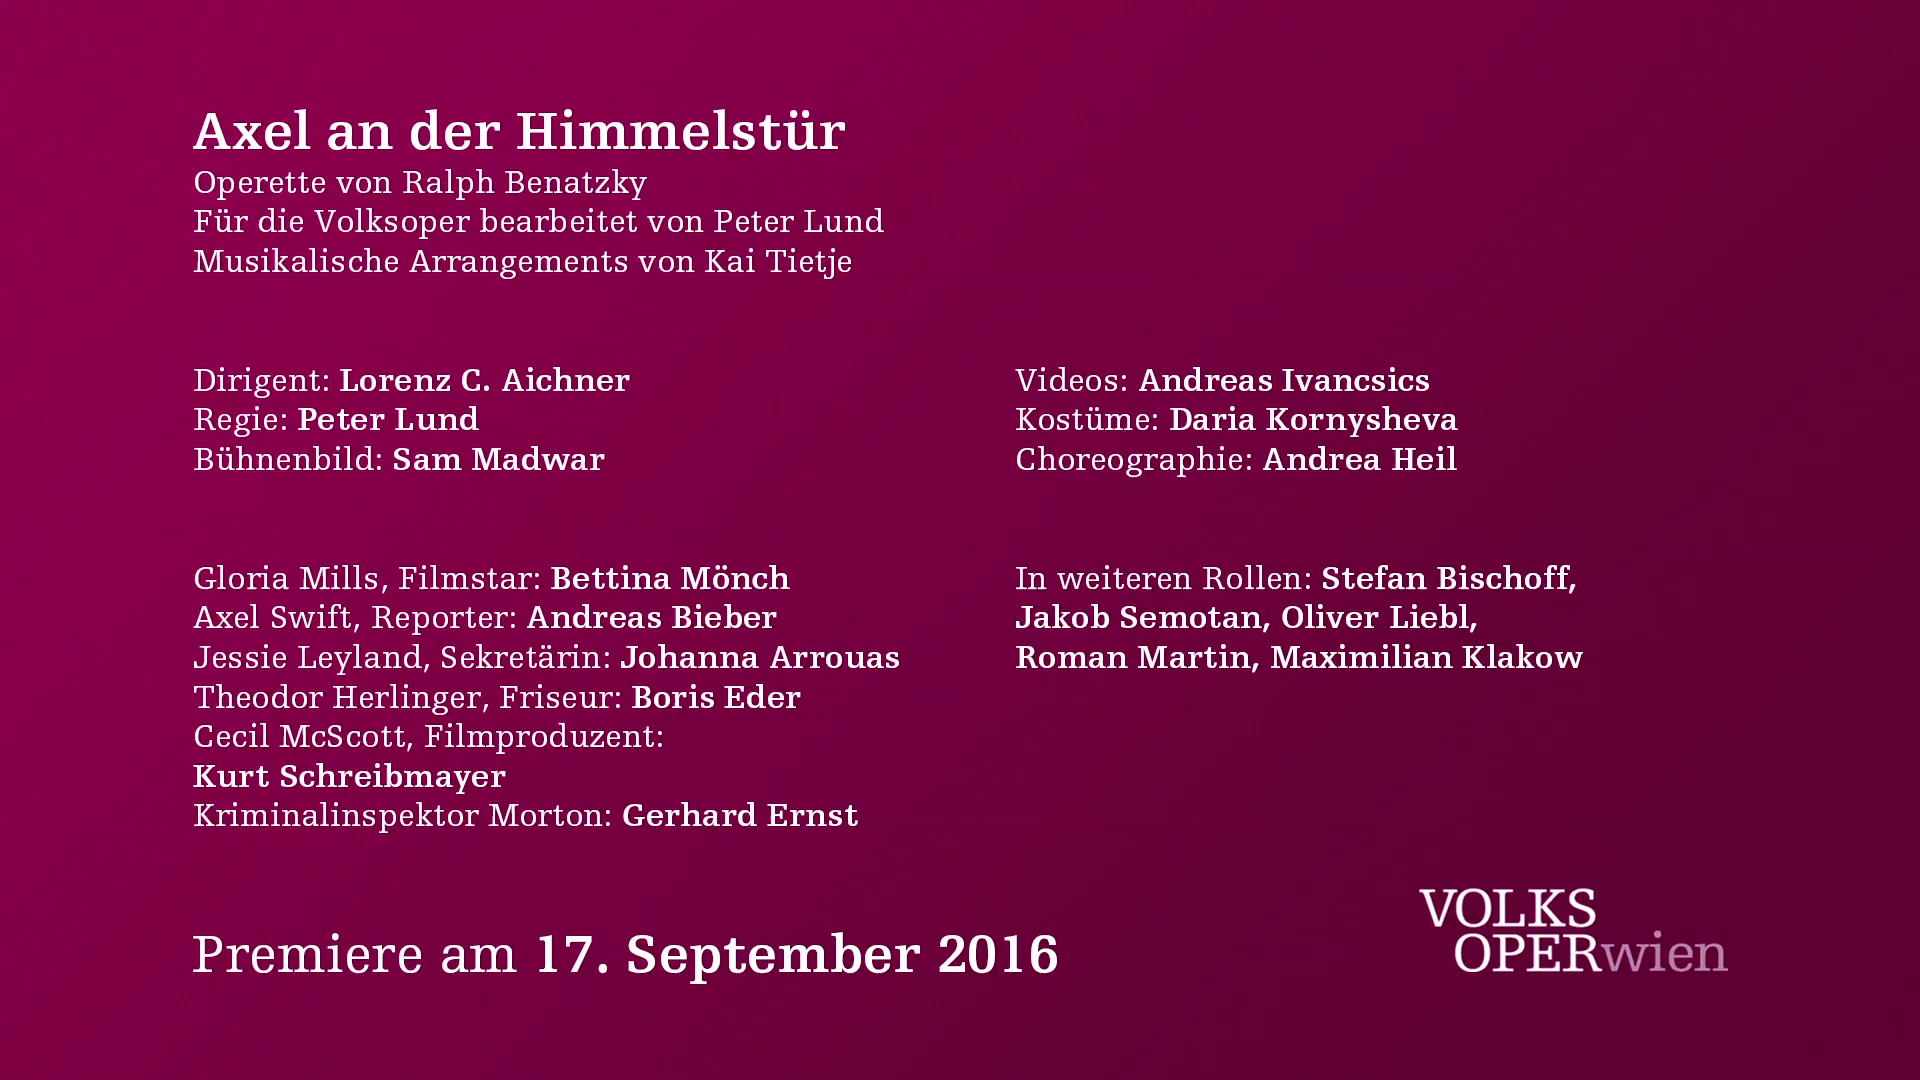 Axel an der Himmelstür
Operette von Ralph Benatzky
Für die Volksoper bearbeitet von Peter Lund
Musikalische Arrangements von Kai Tietje
Dirigent: Lorenz C. Aichner
Regie: Peter Lund
Bühnenbild: Sam Madwar
Videos: Andreas Ivancsics
Kostüme: Daria Kornysheva
Choreographie: Andrea Heil
Gloria Mills, Filmstar: Bettina Mönch
Axel Swift, Reporter: Andreas Bieber
Jessie Leyland, Sekretärin: Johanna Arrouas
Theodor Herlinger, Friseur: Boris Eder
Cecil McScott, Filmproduzent:
Kurt Schreibmayer
Kriminalinspektor Morton: Gerhard Ernst
In weiteren Rollen: Stefan Bischoff,
Jakob Semotan, Oliver Liebl,
Roman Martin, Maximilian Klakow
Premiere am 17. September 2016
VOLKS
OPERwien